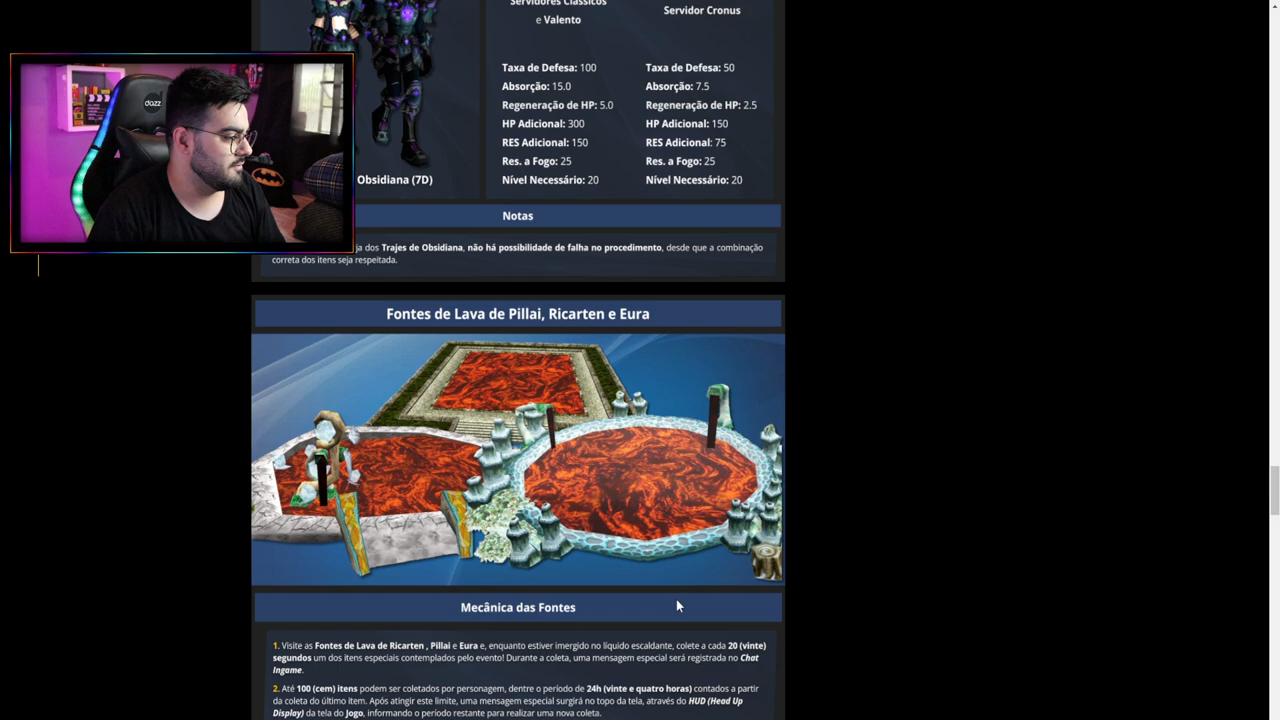 Servidores Clássicos
e Valento
Servidor Cronus
dazz
Taxa de Defesa: 100
Absorção: 15.0
Regeneração de HP: 5.0
HP Adicional: 300
RES Adicional: 150
Res. a Fogo: 25
Nível Necessário: 20
Taxa de Defesa: 50
Absorção: 7.5
Regeneração de HP: 2.5
HP Adicional: 150
RES Adicional: 75
Res. a Fogo: 25
Nível Necessário: 20
Obsidiana (7D)
Notas
dos Trajes de Obsidiana, não há possibilidade de falha no procedimento, desde que a combinação
correta dos itens seja respeitada.
Fontes de Lava de Pillai, Ricarten e Eura
Mecânica das Fontes
1. Visite as Fontes de Lava de Ricarten , Pillai e Eura e, enquanto estiver imergido no líquido escaldante, colete a cada 20 (vinte)
segundos um dos itens especiais contemplados pelo evento! Durante a coleta, uma mensagem especial será registrada no Chat
Ingame.
2. Até 100 (cem) itens podem ser coletados por personagem, dentre o período de 24h (vinte e quatro horas) contados a partir
da coleta do último item. Após atingir este limite, uma mensagem especial surgirá no topo da tela, através do HUD (Head Up
Display) da tela do Jogo, informando o período restante para realizar uma nova coleta.